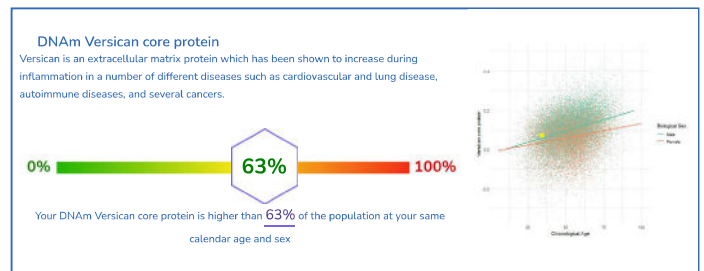 DNAm Versican core protein
Versican is an extracellular matrix protein which has been shown to increase during
inflammation in a number of different diseases such as cardiovascular and lung disease,
autoimmune diseases, and several cancers.
0%
63%
100%
Your DNAm Versican core protein is higher than 63% of the population at your same
calendar age and sex
Versican core protein
Biological Sex
Male
Female
Chronological Age